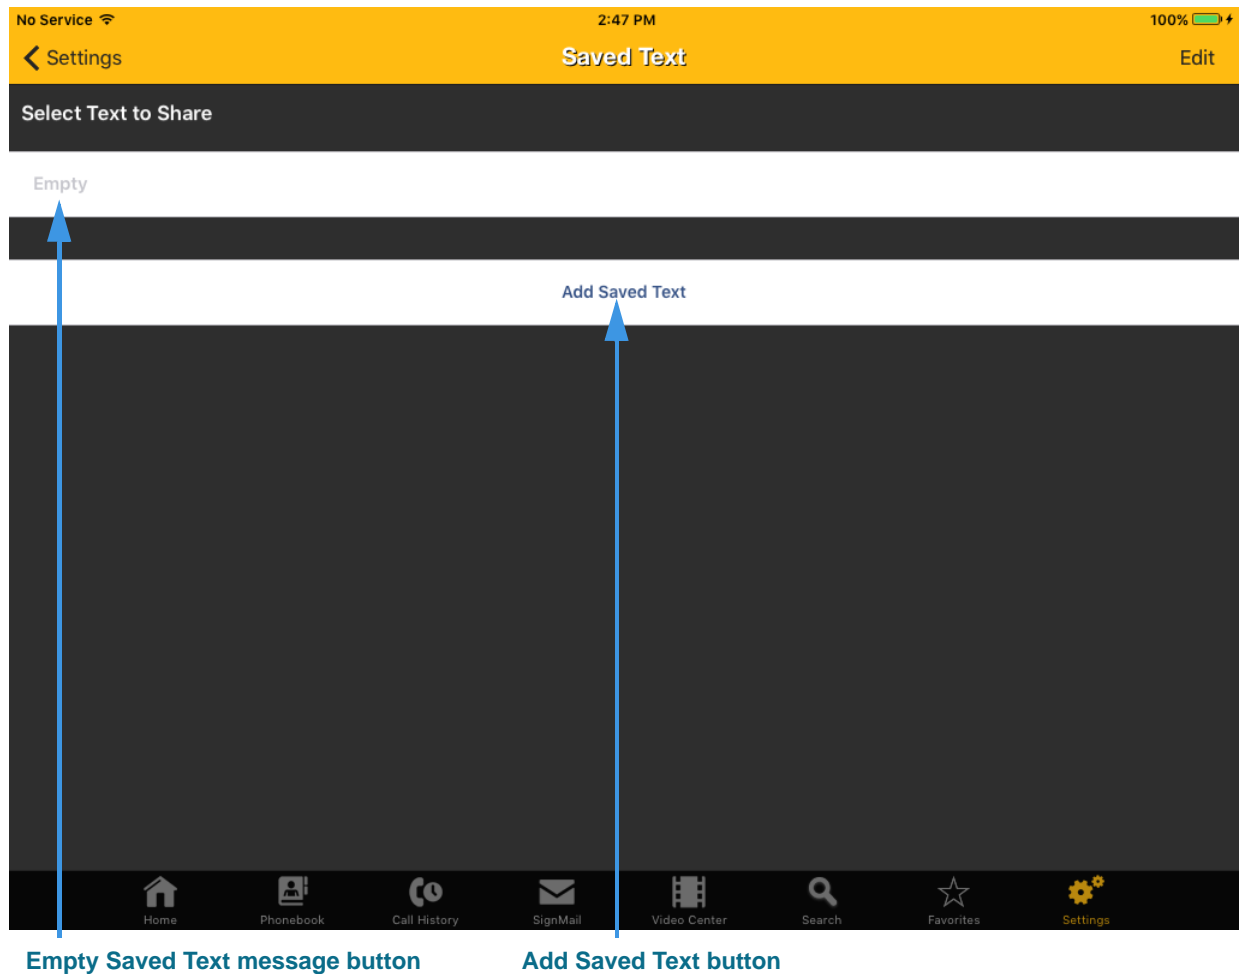 No Service 2:47 PM 100%
Settings Saved Text Edit
Select Text to Share
Empty
Add Saved Text
Home Phonebook Call History SignMail Video Center Search Favorites Settings
Empty Saved Text message button Add Saved Text button